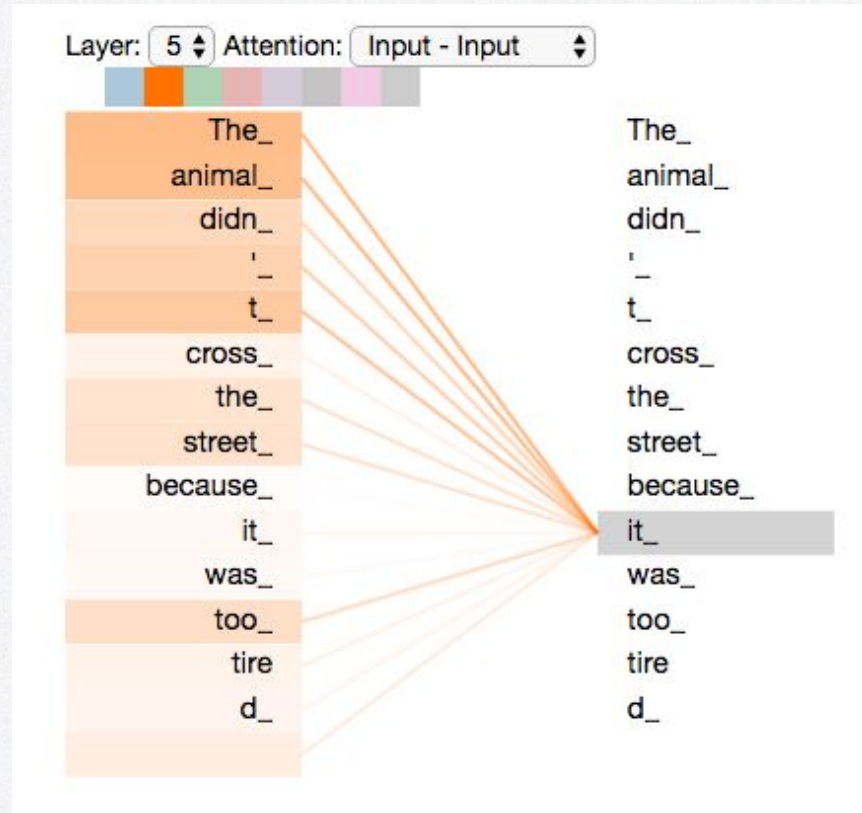 Layer: 5 Attention: Input - Input
The_ The_
animal_ animal_
didn_ didn_
'_ '_
t_ t_
cross_ cross_
the_ the_
street_ street_
because_ because_
it_ it_
was_ was_
too_ too_
tire tire
d_ d_